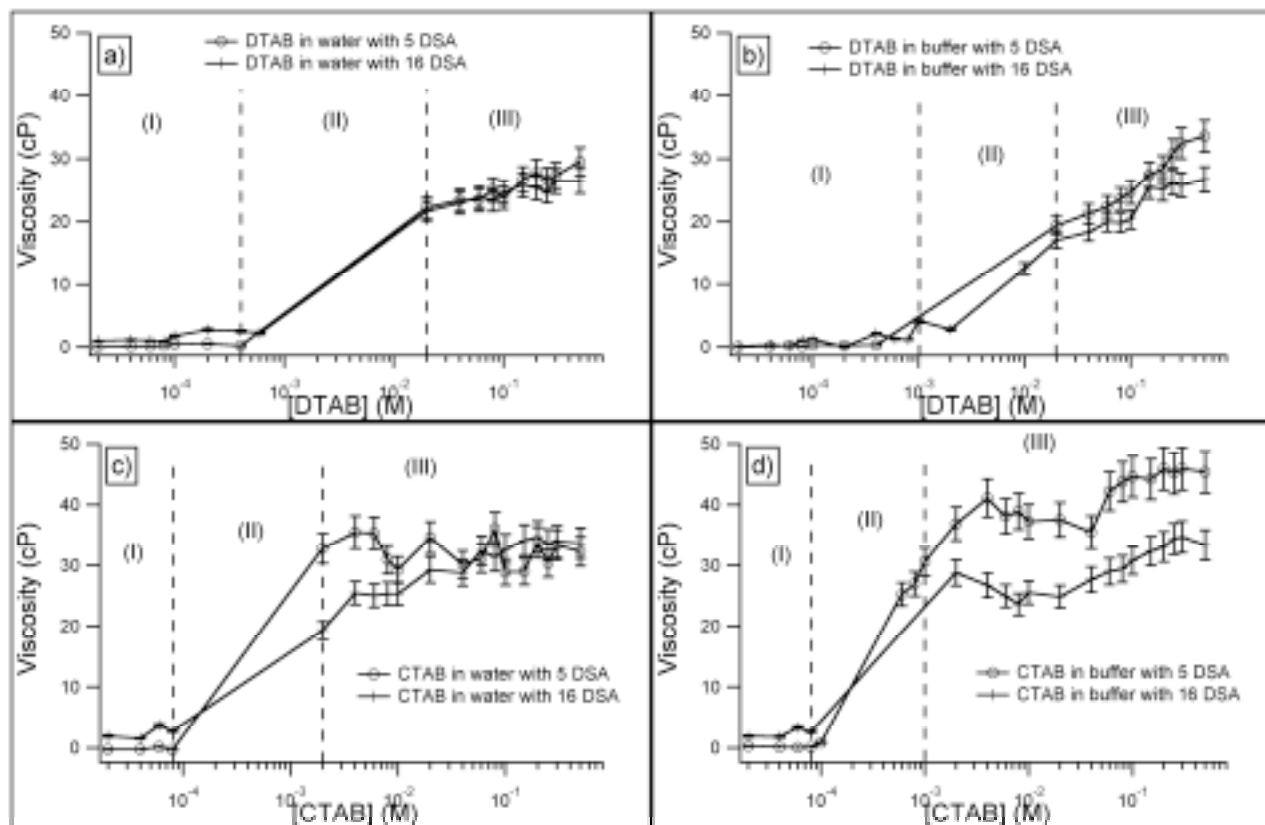 a)
DTAB in water with 5 DSA
DTAB in water with 16 DSA
(I)
(II)
(III)
50
40
30
20
10
0
Viscosity (cP)
10^-4
10^-3
10^-2
10^-1
[DTAB] (M)
b)
DTAB in buffer with 5 DSA
DTAB in buffer with 16 DSA
(I)
(II)
(III)
50
40
30
20
10
0
Viscosity (cP)
10^-4
10^-3
10^-2
10^-1
[DTAB] (M)
c)
(I)
(II)
(III)
CTAB in water with 5 DSA
CTAB in water with 16 DSA
50
40
30
20
10
0
Viscosity (cP)
10^-4
10^-3
10^-2
10^-1
[CTAB] (M)
d)
(I)
(II)
(III)
CTAB in buffer with 5 DSA
CTAB in buffer with 16 DSA
50
40
30
20
10
0
Viscosity (cP)
10^-4
10^-3
10^-2
10^-1
[CTAB] (M)